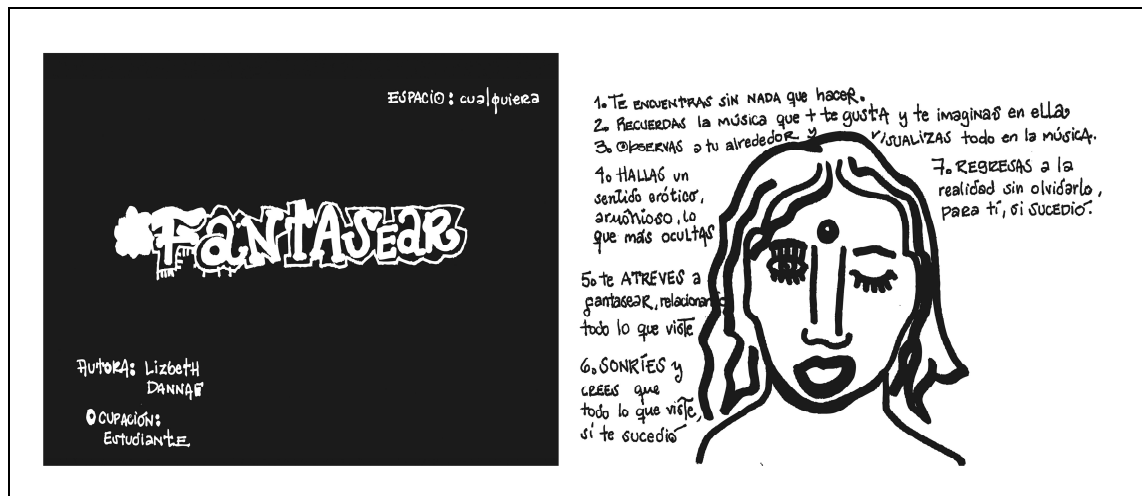 ESPACIO: cualquiera
FANTASEAR
AUTORA: Lizbeth
DANNAE
OCUPACIÓN:
Estudiante
1. TE ENCUENTRAS SIN NADA que hacer.
2. RECUERDAS la música que + te gustA y te imaginas en ella
3. OBSERVAS a tu alrededor y VISUALIZAS todo en la música.
4. HALLAS un
sentido erótico,
armónioso, lo
que más ocultas
5. te ATREVES a
fantasear, relacionando
todo lo que viste
6. SONRÍES y
CREES que
todo lo que viste,
sí te sucedió
7. REGRESAS a la
realidad sin olvidarlo,
para tí, sí SUCEDIÓ.